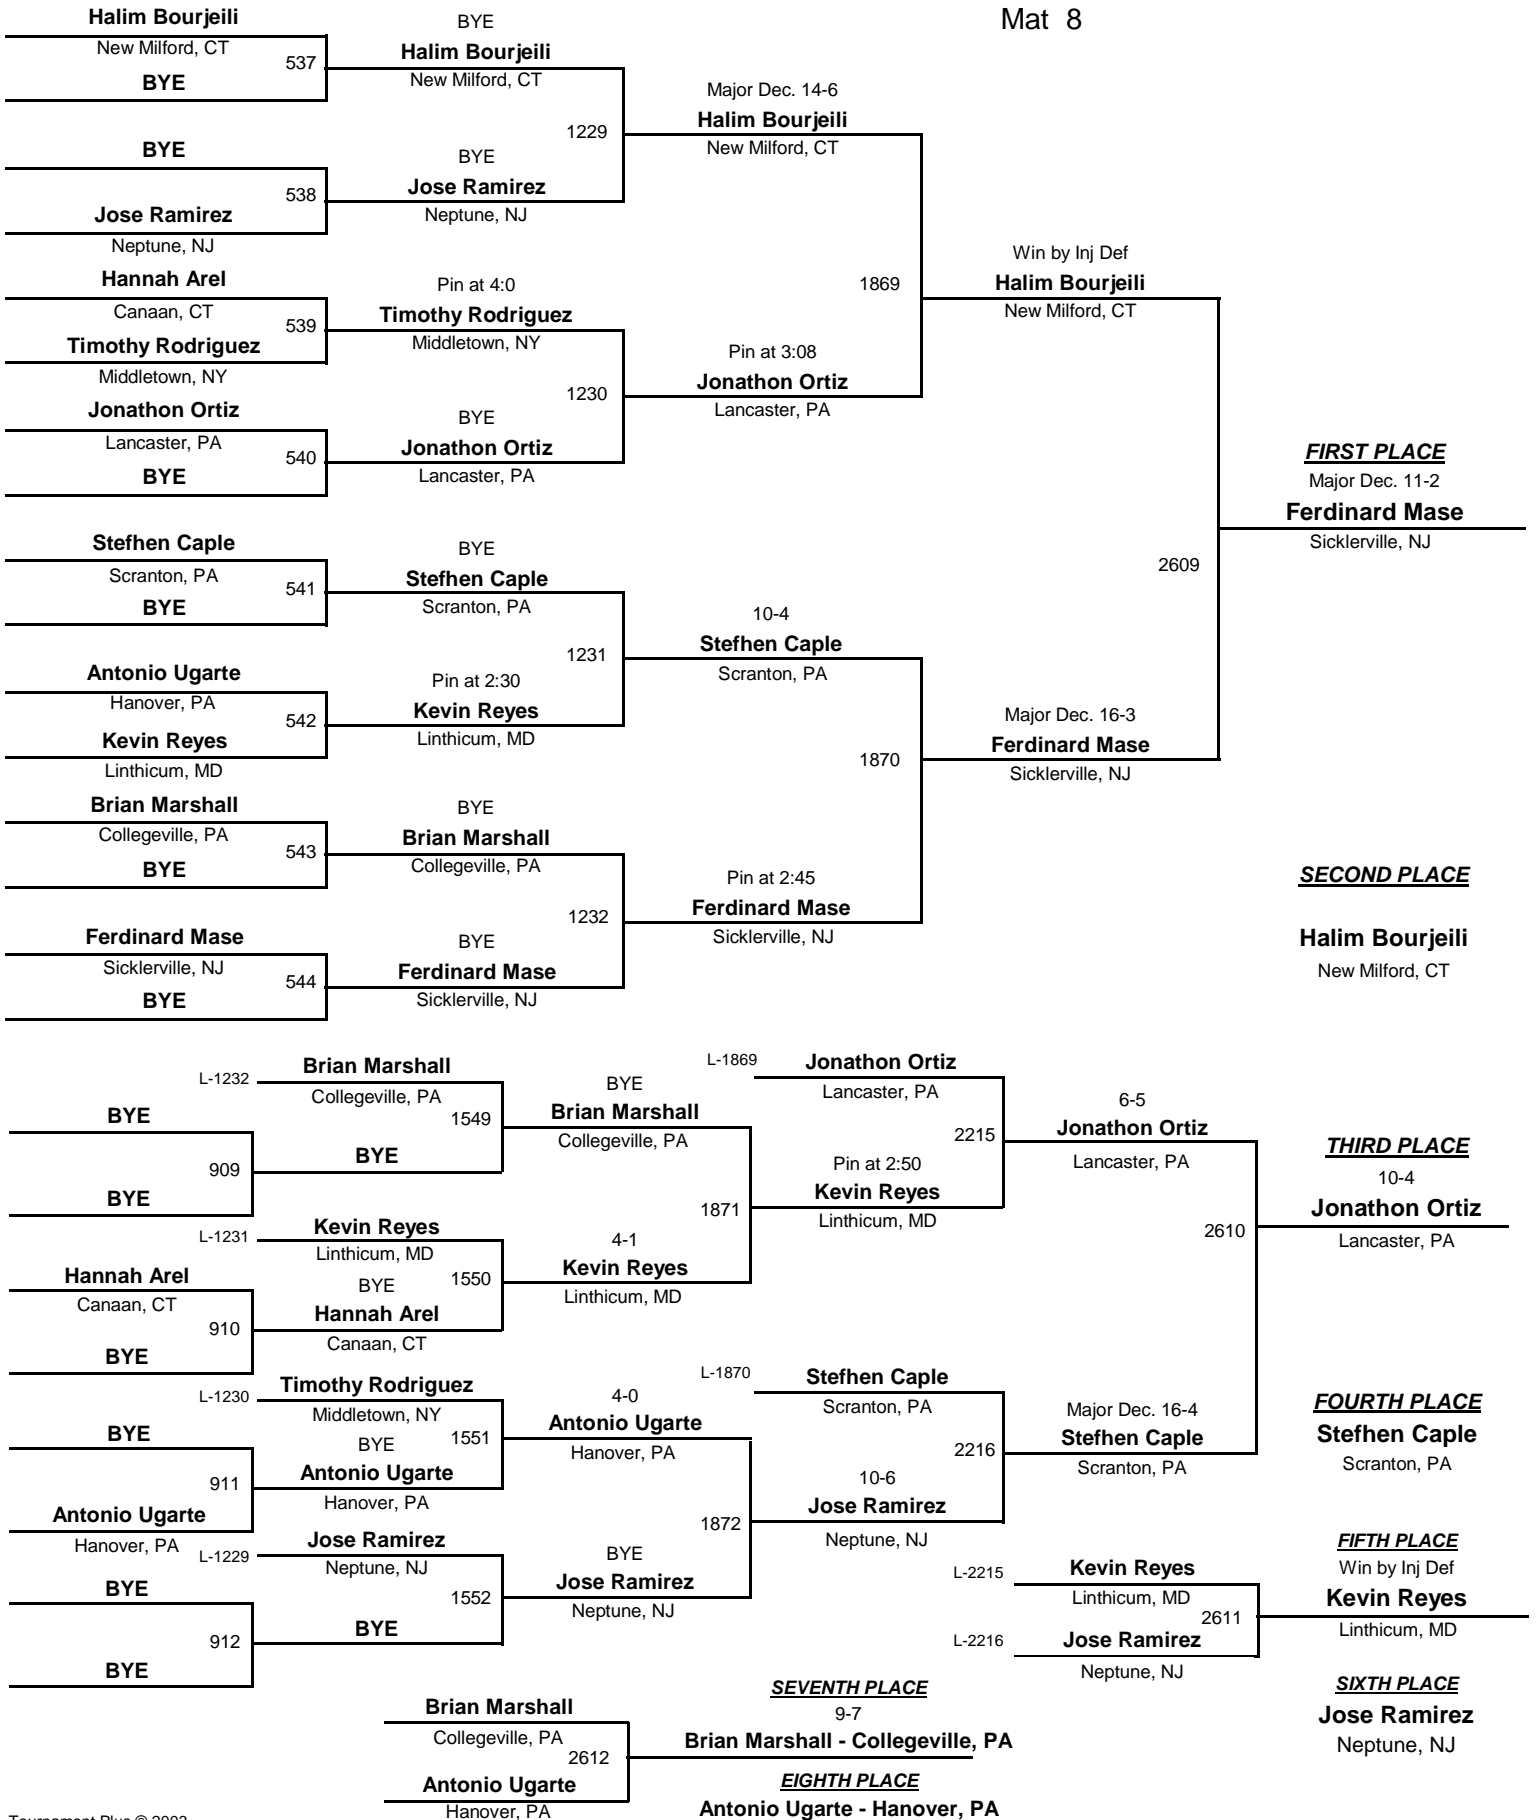 Mat 8
Halim Bourjeili
New Milford, CT
537
BYE
BYE
538
Jose Ramirez
Neptune, NJ
Hannah Arel
Canaan, CT
539
Timothy Rodriguez
Middletown, NY
Jonathon Ortiz
Lancaster, PA
540
BYE
Stefhen Caple
Scranton, PA
541
BYE
Antonio Ugarte
Hanover, PA
542
Kevin Reyes
Linthicum, MD
Brian Marshall
Collegeville, PA
543
BYE
Ferdinard Mase
Sicklerville, NJ
544
BYE
BYE
Halim Bourjeili
New Milford, CT
1229
BYE
Jose Ramirez
Neptune, NJ
Pin at 4:0
Timothy Rodriguez
Middletown, NY
1230
BYE
Jonathon Ortiz
Lancaster, PA
BYE
Stefhen Caple
Scranton, PA
1231
Pin at 2:30
Kevin Reyes
Linthicum, MD
BYE
Brian Marshall
Collegeville, PA
1232
BYE
Ferdinard Mase
Sicklerville, NJ
Major Dec. 14-6
Halim Bourjeili
New Milford, CT
1869
Pin at 3:08
Jonathon Ortiz
Lancaster, PA
10-4
Stefhen Caple
Scranton, PA
1870
Pin at 2:45
Ferdinard Mase
Sicklerville, NJ
Win by Inj Def
Halim Bourjeili
New Milford, CT
2609
Major Dec. 16-3
Ferdinard Mase
Sicklerville, NJ
FIRST PLACE
Major Dec. 11-2
Ferdinard Mase
Sicklerville, NJ
SECOND PLACE
Halim Bourjeili
New Milford, CT
BYE
909
BYE
Hannah Arel
Canaan, CT
910
BYE
BYE
911
Antonio Ugarte
Hanover, PA
BYE
912
BYE
L-1232
Brian Marshall
Collegeville, PA
1549
BYE
L-1231
Kevin Reyes
Linthicum, MD
BYE
1550
Hannah Arel
Canaan, CT
L-1230
Timothy Rodriguez
Middletown, NY
BYE
1551
Antonio Ugarte
Hanover, PA
L-1229
Jose Ramirez
Neptune, NJ
1552
BYE
BYE
Brian Marshall
Collegeville, PA
1871
4-1
Kevin Reyes
Linthicum, MD
4-0
Antonio Ugarte
Hanover, PA
1872
BYE
Jose Ramirez
Neptune, NJ
L-1869
Jonathon Ortiz
Lancaster, PA
2215
Pin at 2:50
Kevin Reyes
Linthicum, MD
L-1870
Stefhen Caple
Scranton, PA
2216
10-6
Jose Ramirez
Neptune, NJ
6-5
Jonathon Ortiz
Lancaster, PA
2610
Major Dec. 16-4
Stefhen Caple
Scranton, PA
THIRD PLACE
10-4
Jonathon Ortiz
Lancaster, PA
FOURTH PLACE
Stefhen Caple
Scranton, PA
L-2215
Kevin Reyes
Linthicum, MD
2611
L-2216
Jose Ramirez
Neptune, NJ
FIFTH PLACE
Win by Inj Def
Kevin Reyes
Linthicum, MD
SIXTH PLACE
Jose Ramirez
Neptune, NJ
Brian Marshall
Collegeville, PA
2612
Antonio Ugarte
Hanover, PA
SEVENTH PLACE
9-7
Brian Marshall - Collegeville, PA
EIGHTH PLACE
Antonio Ugarte - Hanover, PA